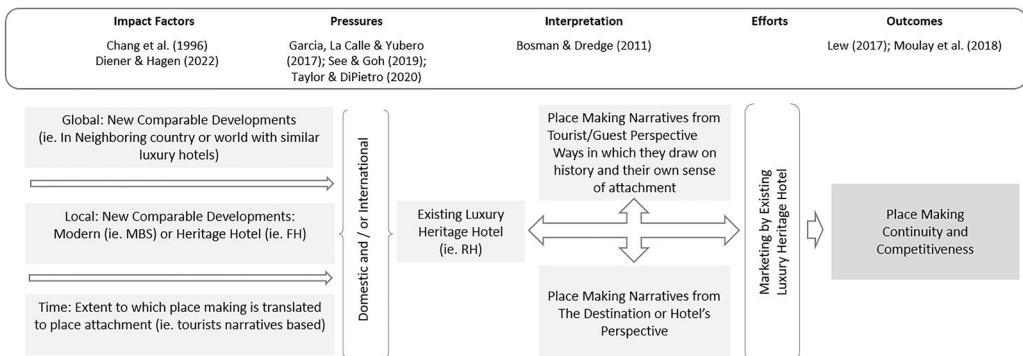 Impact Factors
Chang et al. (1996)
Diener & Hagen (2022)
Pressures
Garcia, La Calle & Yubero
(2017); See & Goh (2019);
Taylor & DiPietro (2020)
Interpretation
Bosman & Dredge (2011)
Efforts
Outcomes
Lew (2017); Moulay et al. (2018)
Global: New Comparable Developments
(ie. In Neighboring country or world with similar
luxury hotels)
Local: New Comparable Developments:
Modern (ie. MBS) or Heritage Hotel (ie. FH)
Time: Extent to which place making is translated
to place attachment (ie. tourists narratives based)
Domestic and / or International
Existing Luxury
Heritage Hotel
(ie. RH)
Place Making Narratives from
Tourist/Guest Perspective
Ways in which they draw on
history and their own sense
of attachment
Place Making Narratives from
The Destination or Hotel's
Perspective
Marketing by Existing
Luxury Heritage Hotel
Place Making
Continuity and
Competitiveness